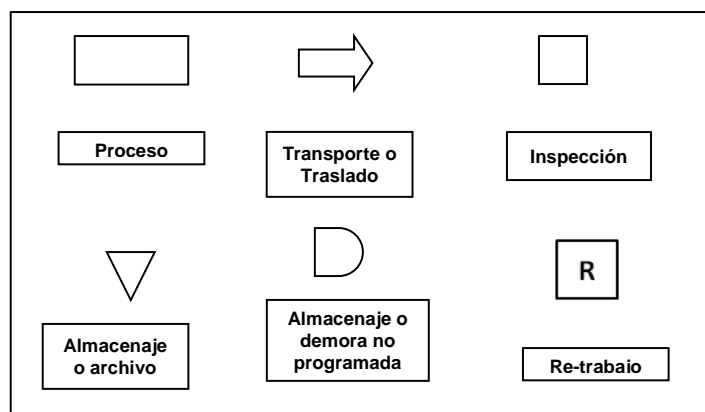 Proceso
Transporte o
Traslado
Inspección
R
Almacenaje
o archivo
Almacenaje o
demora no
programada
Re-trabaio